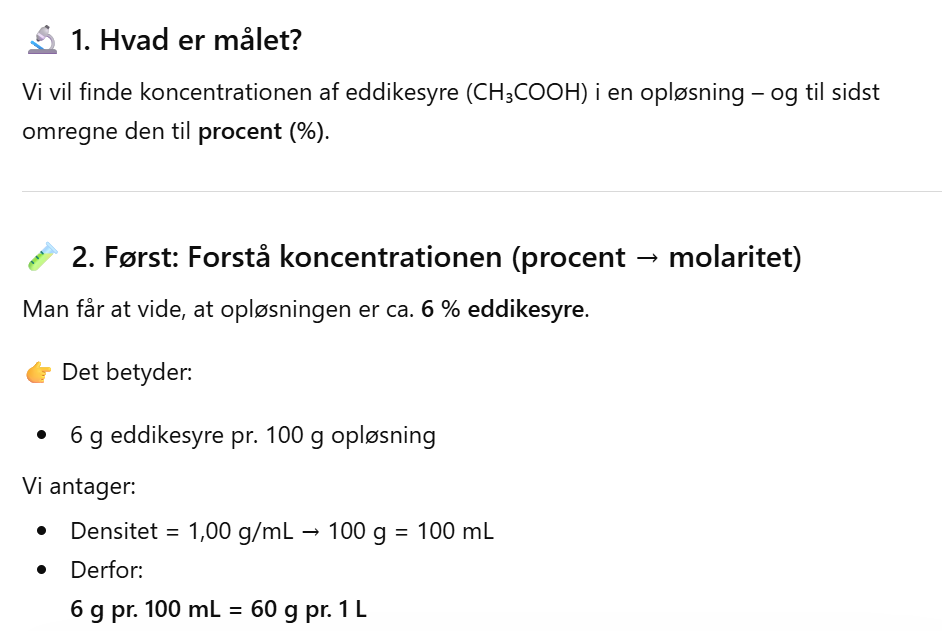 🔬 1. Hvad er målet?
Vi vil finde koncentrationen af eddikesyre (CH₃COOH) i en opløsning – og til sidst
omregne den til procent (%).
🧪 2. Først: Forstå koncentrationen (procent → molaritet)
Man får at vide, at opløsningen er ca. 6 % eddikesyre.
👉 Det betyder:
• 6 g eddikesyre pr. 100 g opløsning
Vi antager:
• Densitet = 1,00 g/mL → 100 g = 100 mL
• Derfor:
6 g pr. 100 mL = 60 g pr. 1 L